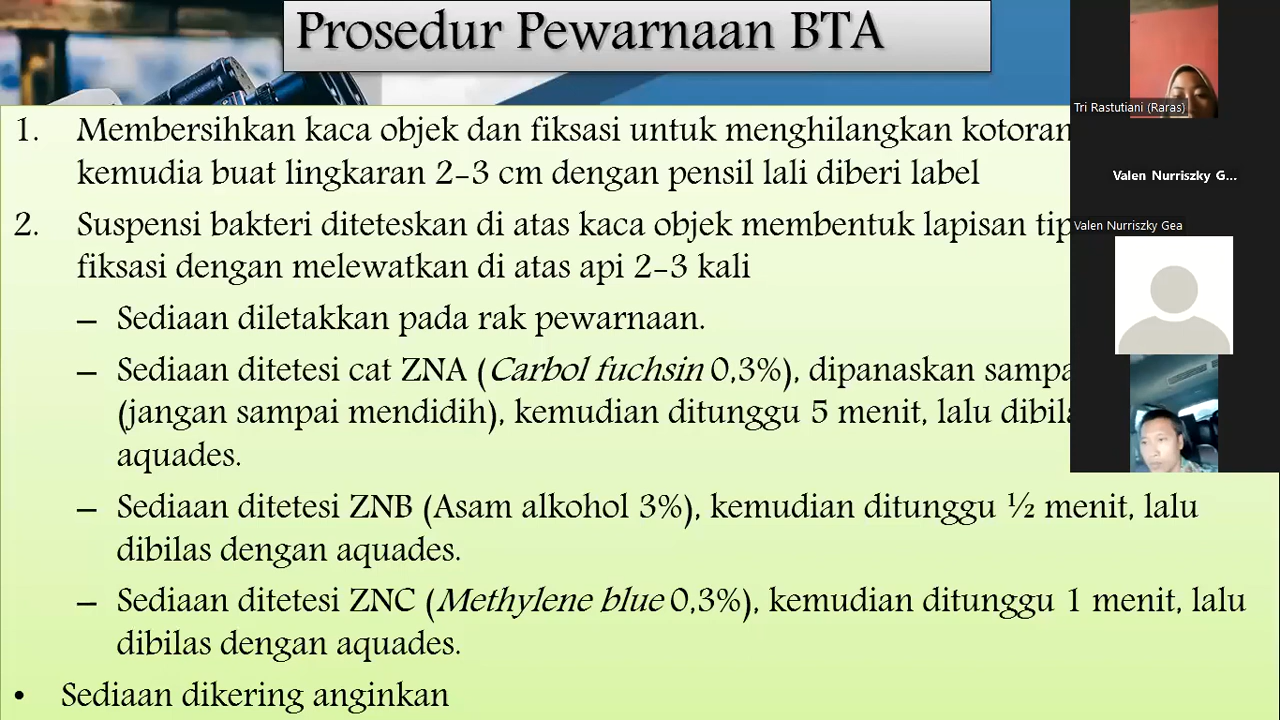 Prosedur Pewarnaan BTA
1. Membersihkan kaca objek dan fiksasi untuk menghilangkan kotoran
kemudia buat lingkaran 2-3 cm dengan pensil lali diberi label
2. Suspensi bakteri diteteskan di atas kaca objek membentuk lapisan
fiksasi dengan melewatkan di atas api 2-3 kali
– Sediaan diletakkan pada rak pewarnaan.
– Sediaan ditetesi cat ZNA (Carbol fuchsin 0,3%), dipanaskan
(jangan sampai mendidih), kemudian ditunggu 5 menit, lalu
aquades.
– Sediaan ditetesi ZNB (Asam alkohol 3%), kemudian ditunggu ½ menit, lalu
dibilas dengan aquades.
– Sediaan ditetesi ZNC (Methylene blue 0,3%), kemudian ditunggu 1 menit, lalu
dibilas dengan aquades.
• Sediaan dikering anginkan
Tri Rastutiani (Raras)
Valen Nurriszky G...
Valen Nurriszky Gea